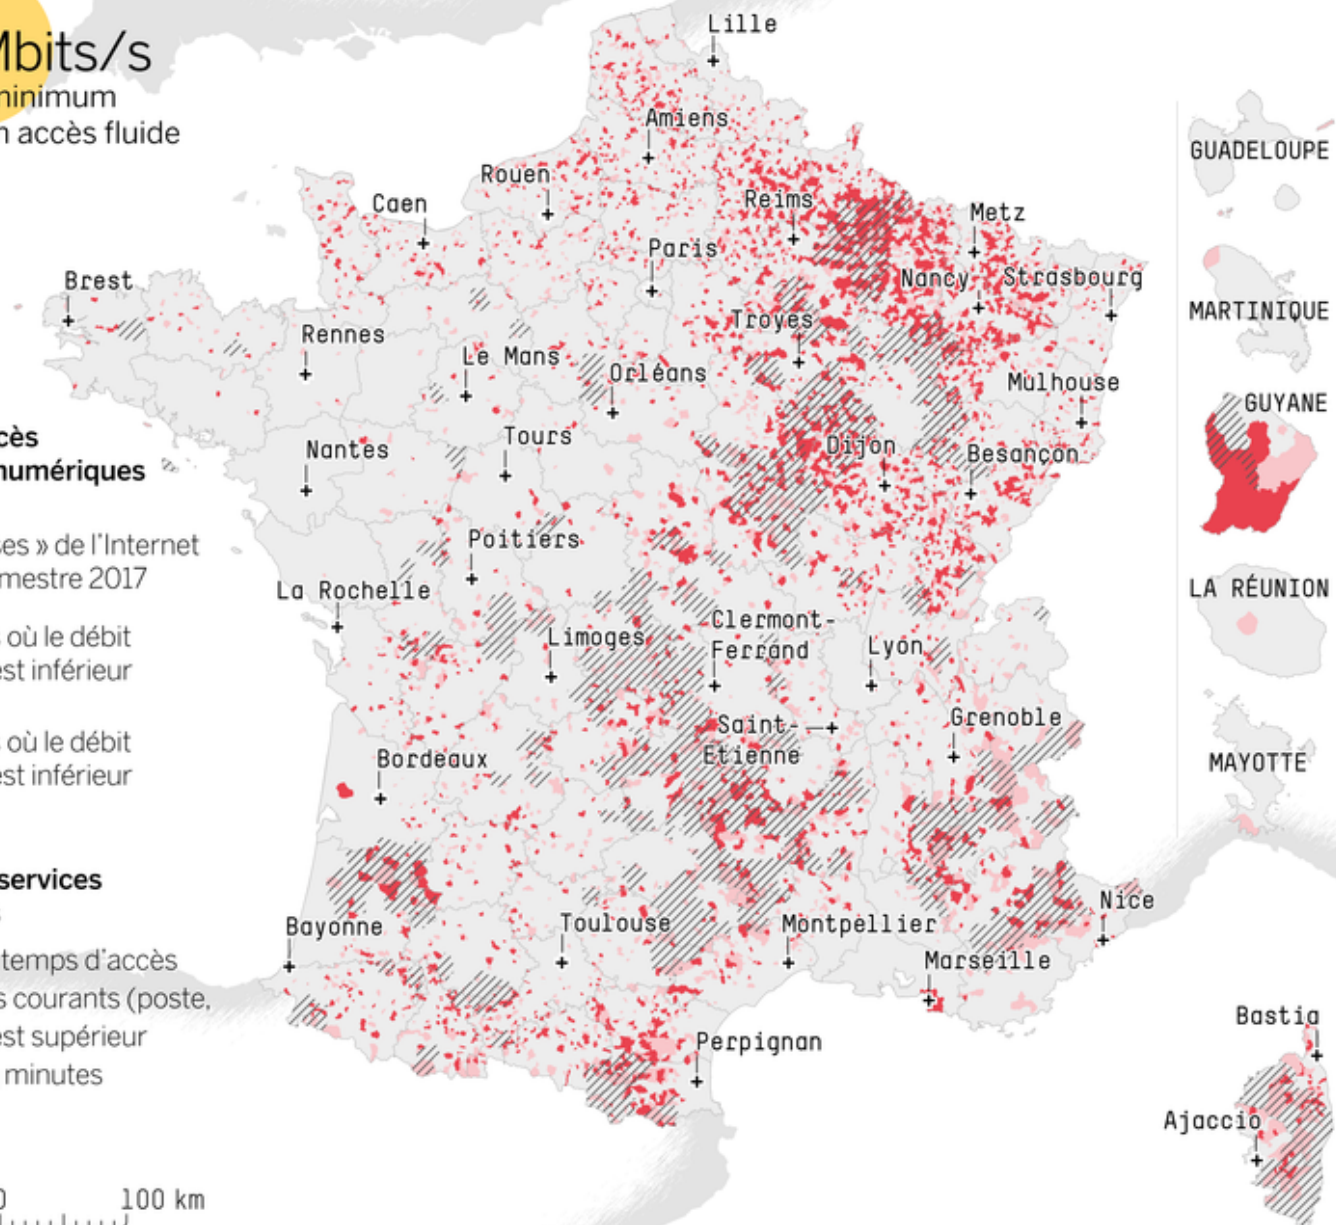 Mbits/s
minimum
n accès fluide
cès
numériques
ses » de l'Internet
mestre 2017
s où le débit
est inférieur
s où le débit
est inférieur
services
s
temps d'accès
s courants (poste,
est supérieur
minutes
0 100 km
Lille
Amiens
Rouen
Caen
Reims
Metz
Paris
Brest
Nancy
Strasbourg
Troyes
Rennes
Le Mans
Orléans
Mulhouse
Nantes
Tours
Dijon
Besançon
Poitiers
La Rochelle
Limoges
Clermont-
Ferrand
Lyon
Saint-
Etienne
Grenoble
Bordeaux
Bayonne
Toulouse
Montpellier
Nice
Marseille
Perpignan
Bastia
Ajaccio
GUADELOUPE
MARTINIQUE
GUYANE
LA RÉUNION
MAYOTTE